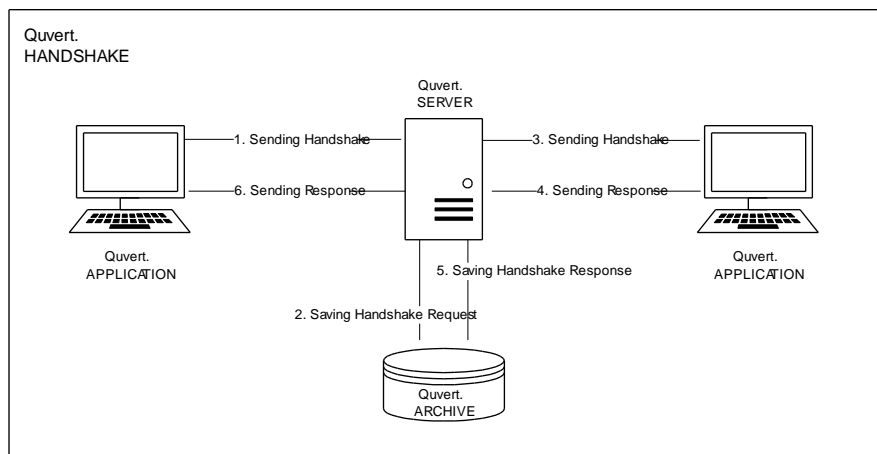 Quvert.
HANDSHAKE
Quvert.
SERVER
1. Sending Handshake
3. Sending Handshake
6. Sending Response
4. Sending Response
Quvert.
APPLICATION
Quvert.
APPLICATION
5. Saving Handshake Response
2. Saving Handshake Request
Quvert.
ARCHIVE